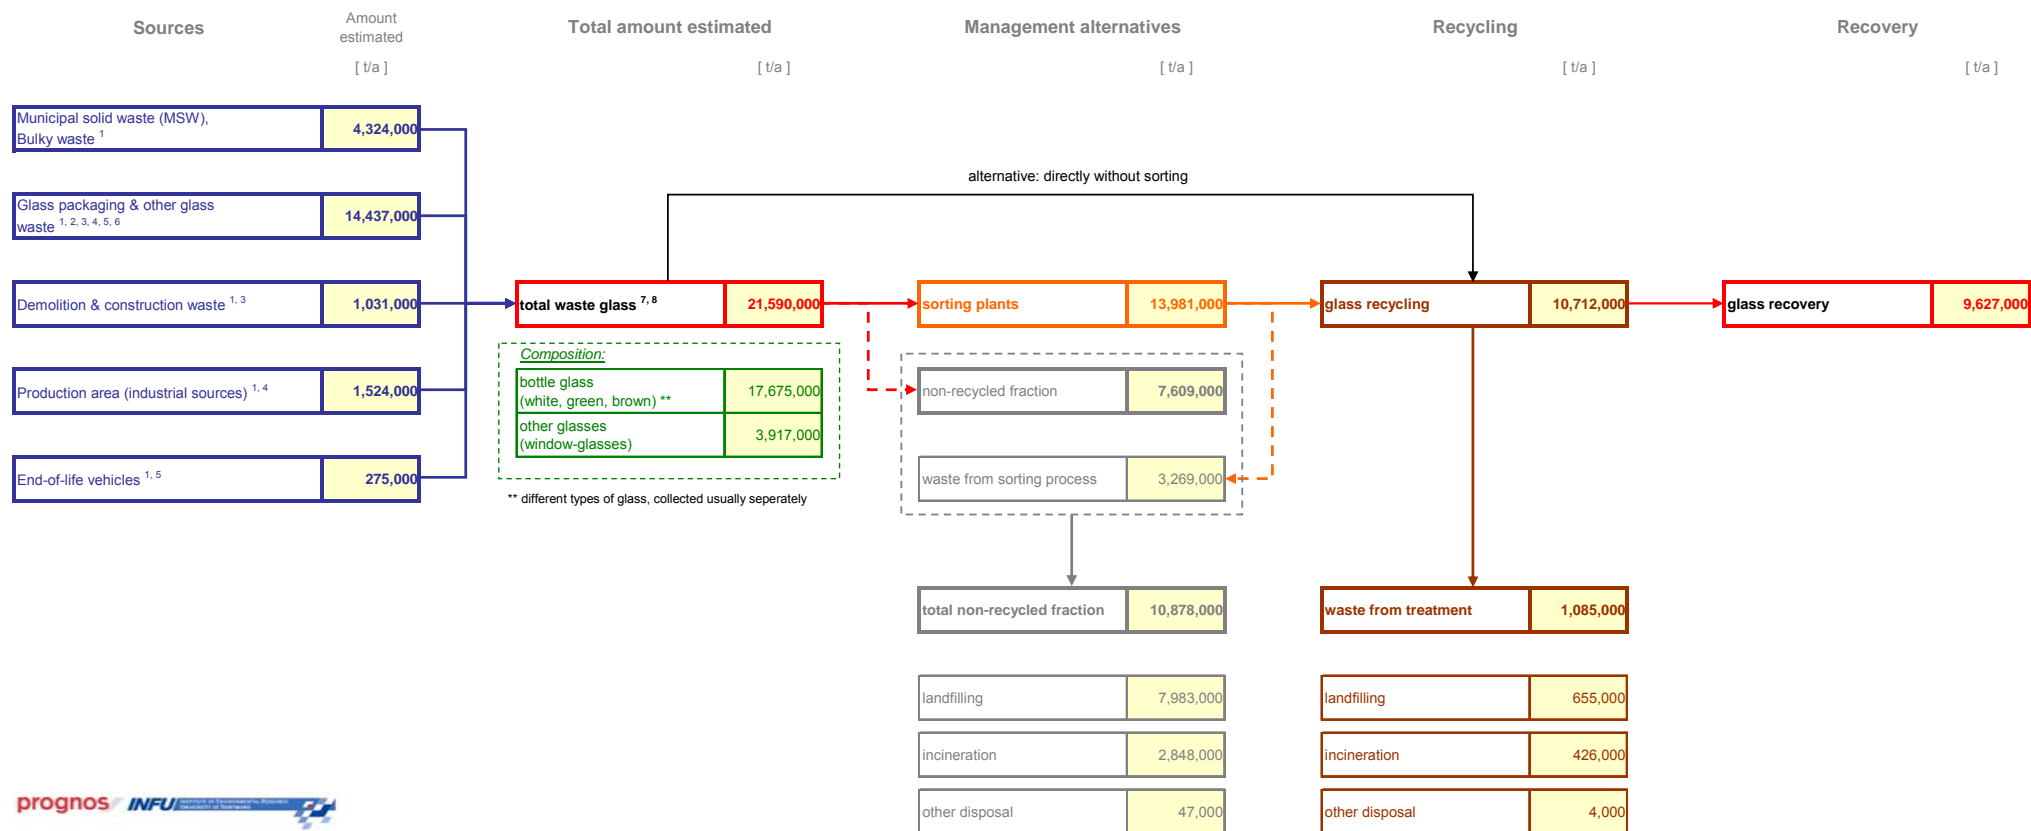 Sources
Amount
estimated
Total amount estimated
Management alternatives
Recycling
Recovery
[ t/a ]
[ t/a ]
[ t/a ]
[ t/a ]
[ t/a ]
Municipal solid waste (MSW),
Bulky waste 1
4,324,000
alternative: directly without sorting
Glass packaging & other glass
waste 1, 2, 3, 4, 5, 6
14,437,000
Demolition & construction waste 1, 3
1,031,000
total waste glass 7, 8
21,590,000
sorting plants
13,981,000
glass recycling
10,712,000
glass recovery
9,627,000
Composition:
Production area (industrial sources) 1, 4
1,524,000
bottle glass
(white, green, brown) **
17,675,000
non-recycled fraction
7,609,000
other glasses
(window-glasses)
3,917,000
End-of-life vehicles 1, 5
275,000
waste from sorting process
3,269,000
** different types of glass, collected usually seperately
total non-recycled fraction
10,878,000
waste from treatment
1,085,000
landfilling
7,983,000
landfilling
655,000
incineration
2,848,000
incineration
426,000
other disposal
47,000
other disposal
4,000
prognos INFU